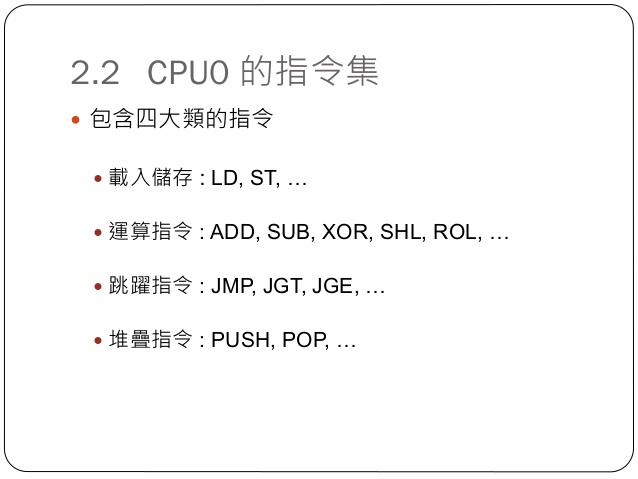 2.2 CPU0 的指令集
包含四大類的指令
載入儲存 : LD, ST, …
運算指令 : ADD, SUB, XOR, SHL, ROL, …
跳躍指令 : JMP, JGT, JGE, …
堆疊指令 : PUSH, POP, …